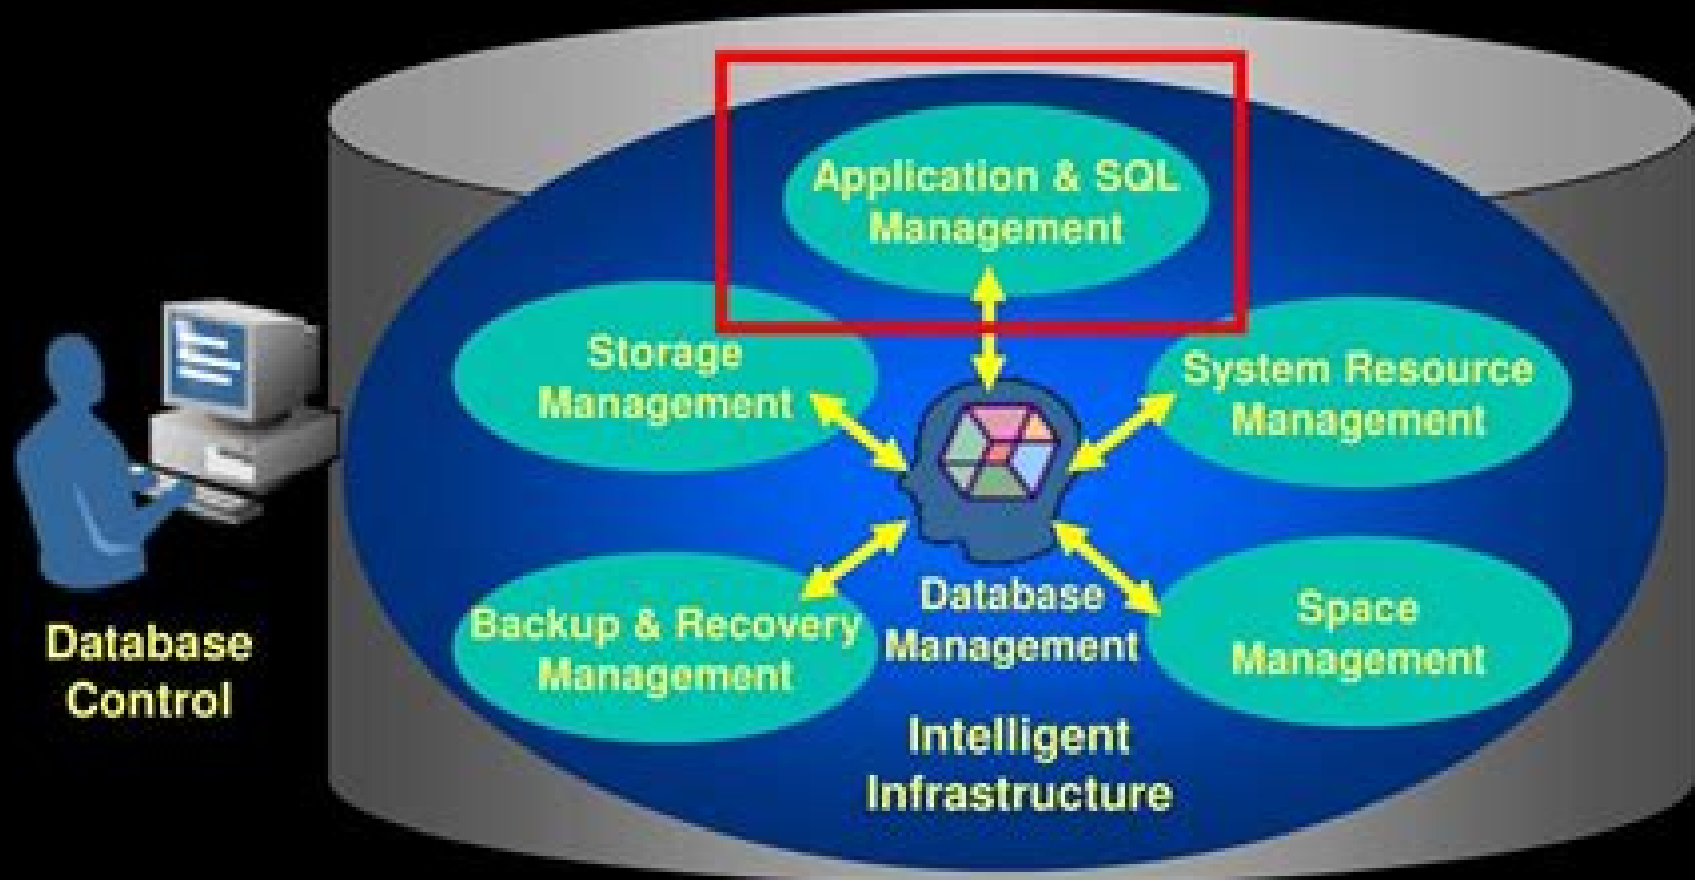 Application & SQL
Management
Storage
Management
System Resource
Management
Backup & Recovery
Management
Database
Management
Space
Management
Intelligent
Infrastructure
Database
Control